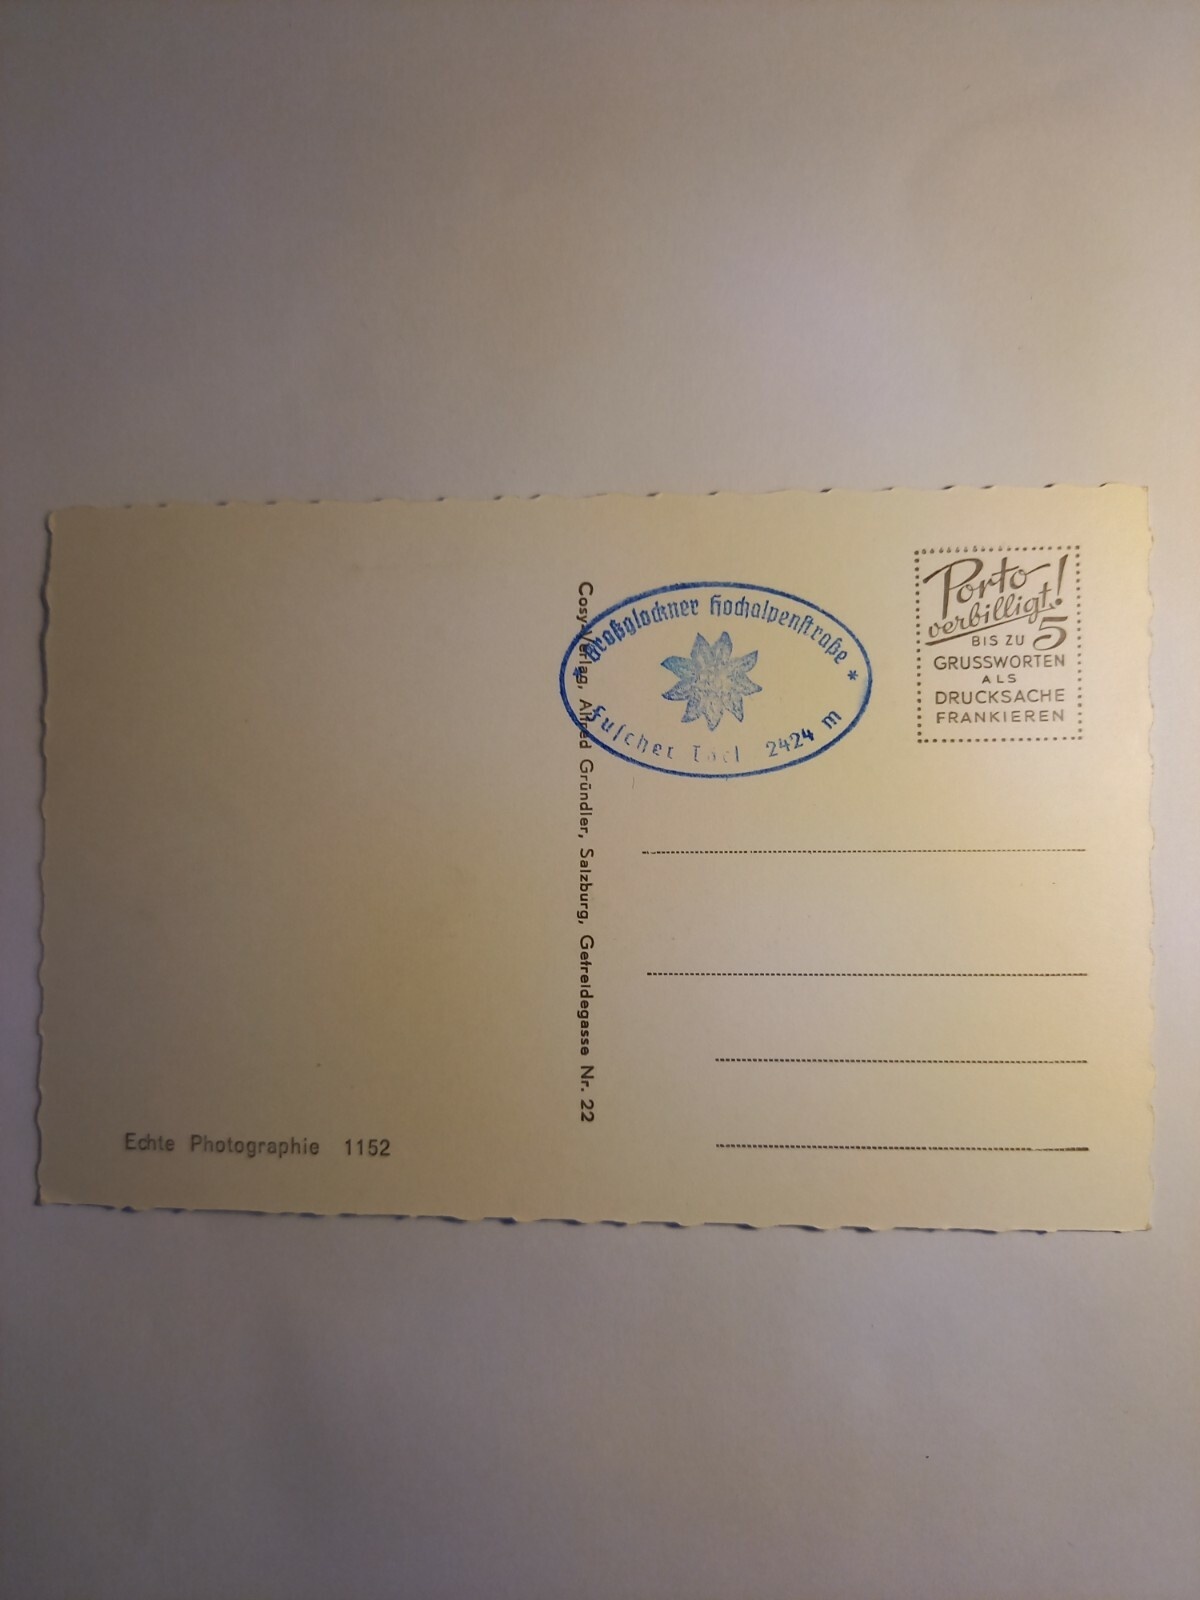 Porto
verbilligt!
BIS ZU 5
GRUSSWORTEN
ALS
DRUCKSACHE
FRANKIEREN
* Großglockner Hochalpenstraße *
Fuscher Törl 2424 m
Cosy-Verlag, Alfred Gründler, Salzburg, Getreidegasse Nr. 22
Echte Photographie 1152